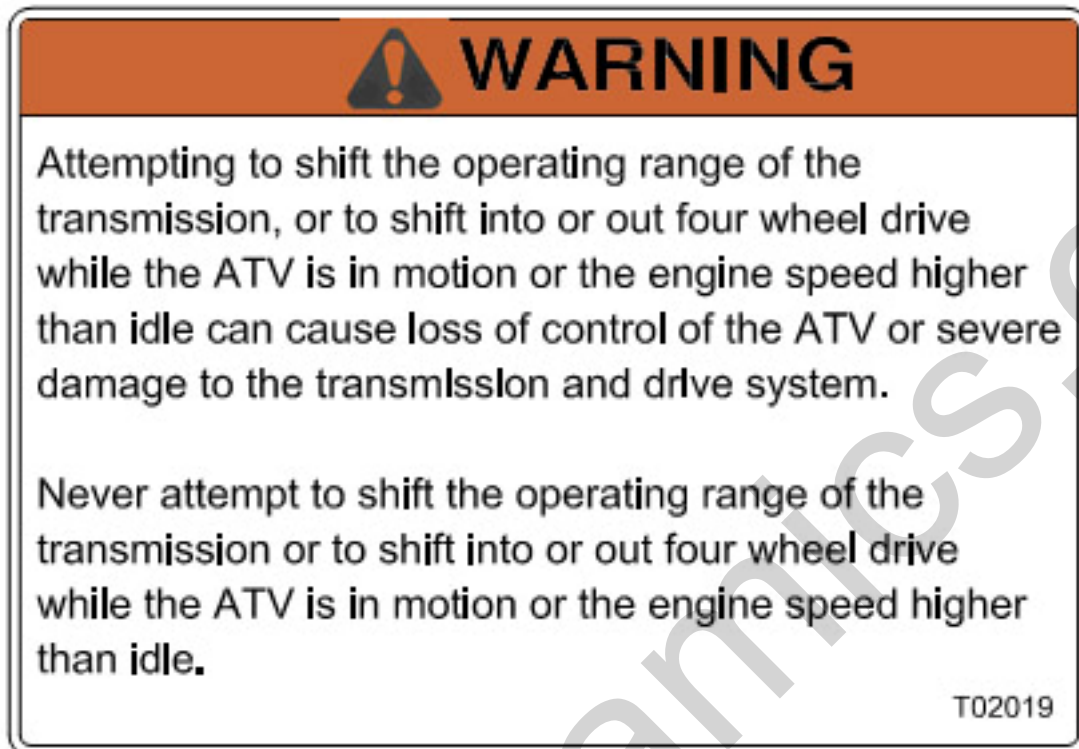 WARNING
Attempting to shift the operating range of the
transmission, or to shift into or out four wheel drive
while the ATV is in motion or the engine speed higher
than idle can cause loss of control of the ATV or severe
damage to the transmission and drive system.
Never attempt to shift the operating range of the
transmission or to shift into or out four wheel drive
while the ATV is in motion or the engine speed higher
than idle.
T02019